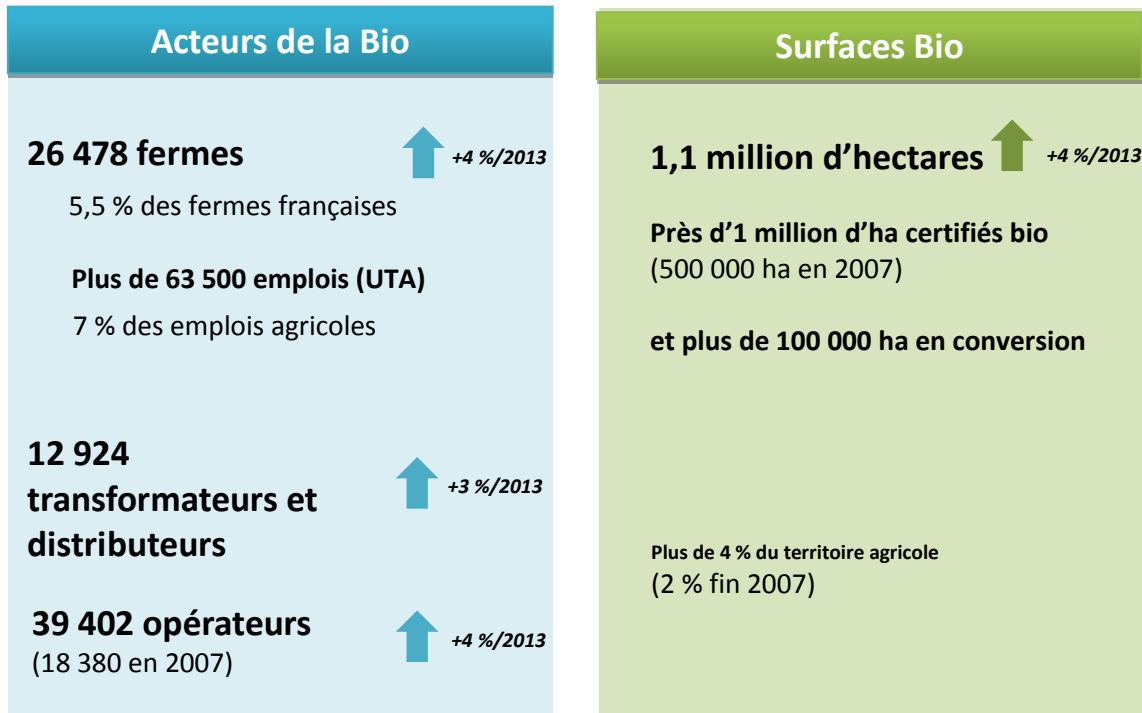 Acteurs de la Bio
26 478 fermes
+4 %/2013
5,5 % des fermes françaises
Plus de 63 500 emplois (UTA)
7 % des emplois agricoles
12 924
transformateurs et
distributeurs
+3 %/2013
39 402 opérateurs
(18 380 en 2007)
+4 %/2013
Surfaces Bio
1,1 million d’hectares
+4 %/2013
Près d’1 million d’ha certifiés bio
(500 000 ha en 2007)
et plus de 100 000 ha en conversion
Plus de 4 % du territoire agricole
(2 % fin 2007)